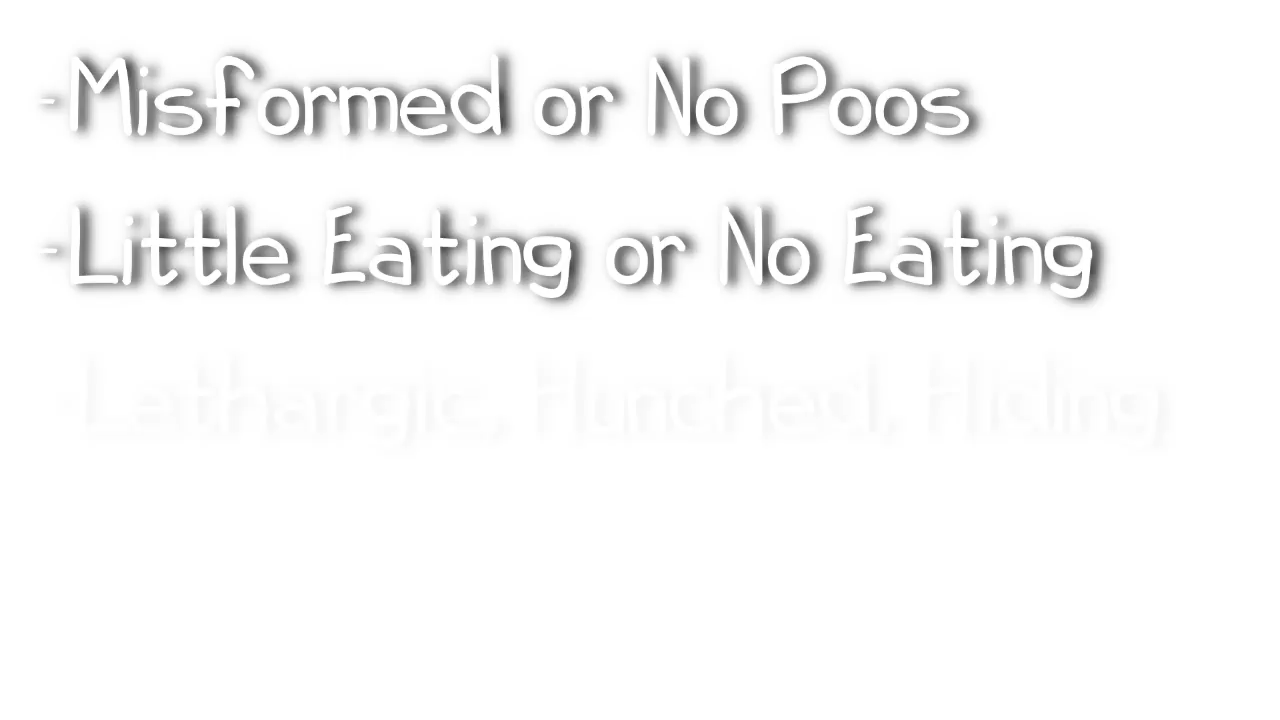 -Misformed or No Poos
-Little Eating or No Eating
Lethargic, Hunched, Hiding